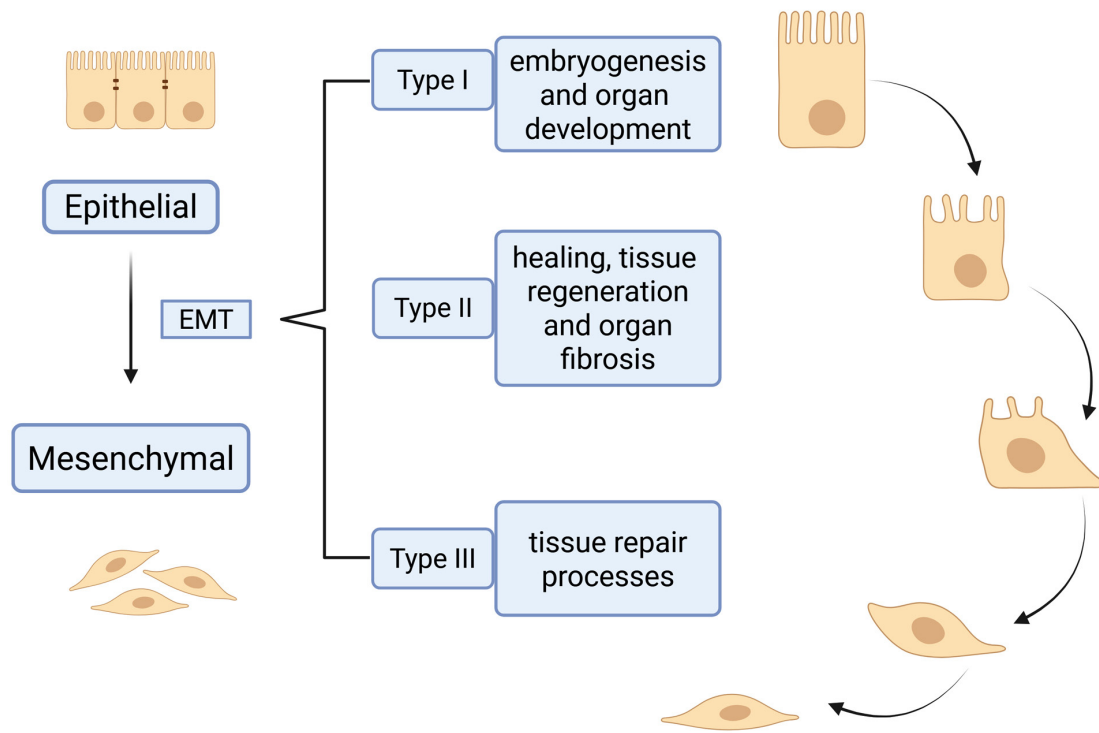 Epithelial
EMT
Mesenchymal
Type I
embryogenesis
and organ
development
Type II
healing, tissue
regeneration
and organ
fibrosis
Type III
tissue repair
processes